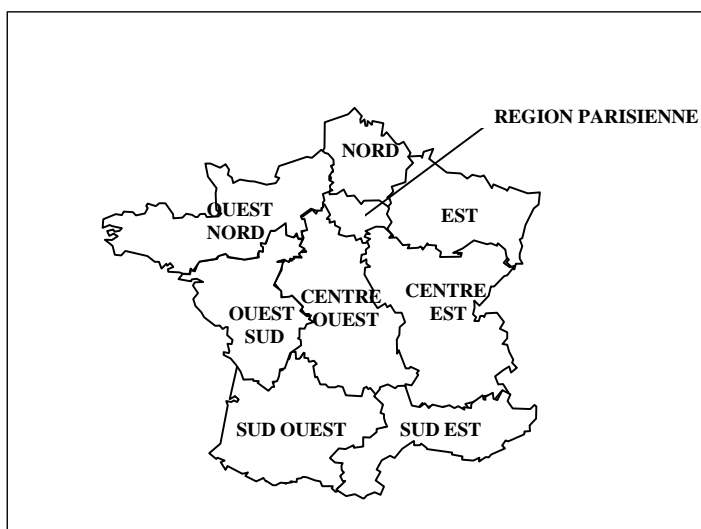 REGION PARISIENNE
NORD
OUEST
NORD
EST
CENTRE
OUEST
CENTRE
EST
OUEST
SUD
SUD OUEST
SUD EST